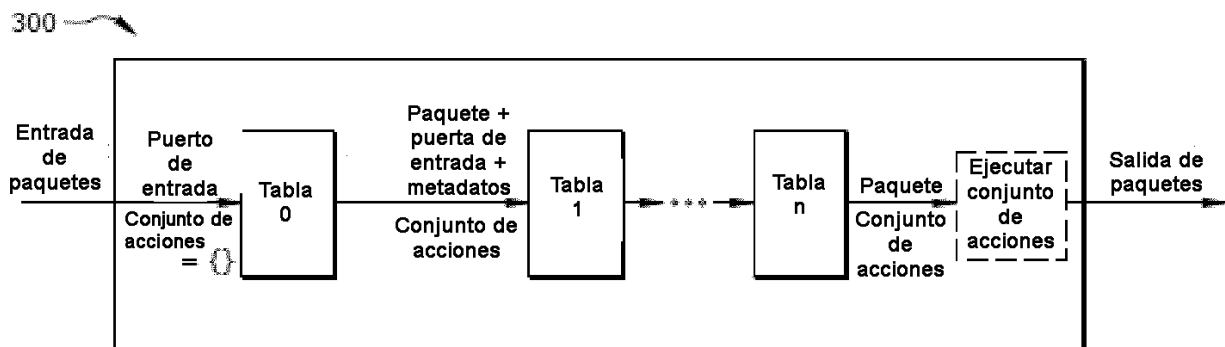 300
Entrada
de
paquetes
Puerto
de
entrada
Conjunto de
acciones
= {}
Tabla
0
Paquete +
puerta de
entrada +
metadatos
Conjunto de
acciones
Tabla
1
...
Tabla
n
Paquete
Conjunto
de
acciones
Ejecutar
conjunto
de
acciones
Salida de
paquetes